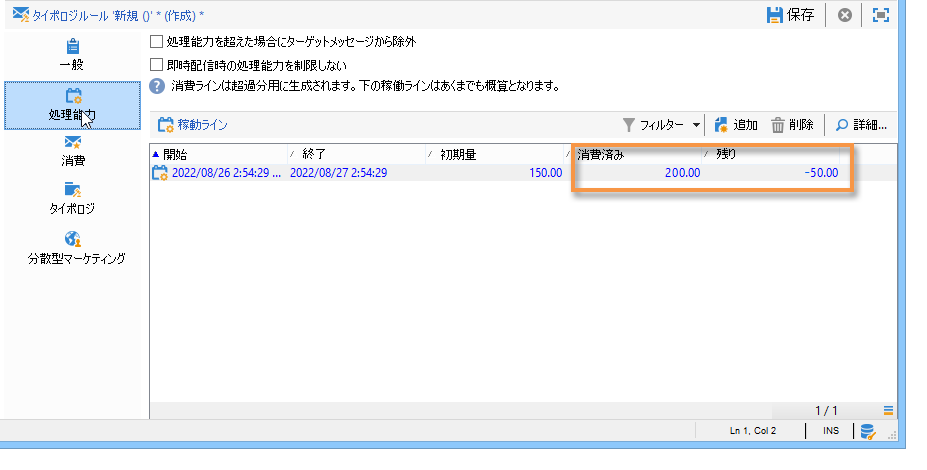 タイポロジルール '新規 ()' * (作成) *
保存
一般
処理能力
消費
タイポロジ
分散型マーケティング
処理能力を超えた場合にターゲットメッセージから除外
即時配信時の処理能力を制限しない
消費ラインは超過分用に生成されます。下の稼働ラインはあくまでも概算となります。
稼動ライン フィルター 追加 削除 詳細...
開始 終了 初期量 消費済み 残り
2022/08/26 2:54:29 ... 2022/08/27 2:54:29 150.00 200.00 -50.00
1 / 1
Ln 1, Col 2 INS